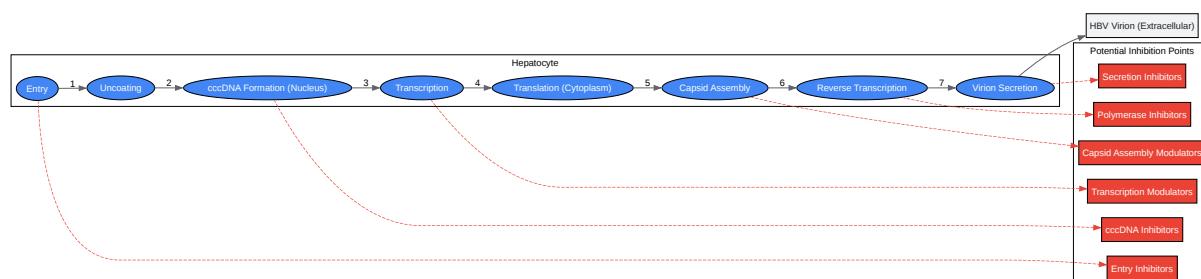 HBV Virion (Extracellular)
Hepatocyte
Potential Inhibition Points
Entry
1
Uncoating
2
cccDNA Formation (Nucleus)
3
Transcription
4
Translation (Cytoplasm)
5
Capsid Assembly
6
Reverse Transcription
7
Virion Secretion
Secretion Inhibitors
Polymerase Inhibitors
Capsid Assembly Modulators
Transcription Modulators
cccDNA Inhibitors
Entry Inhibitors